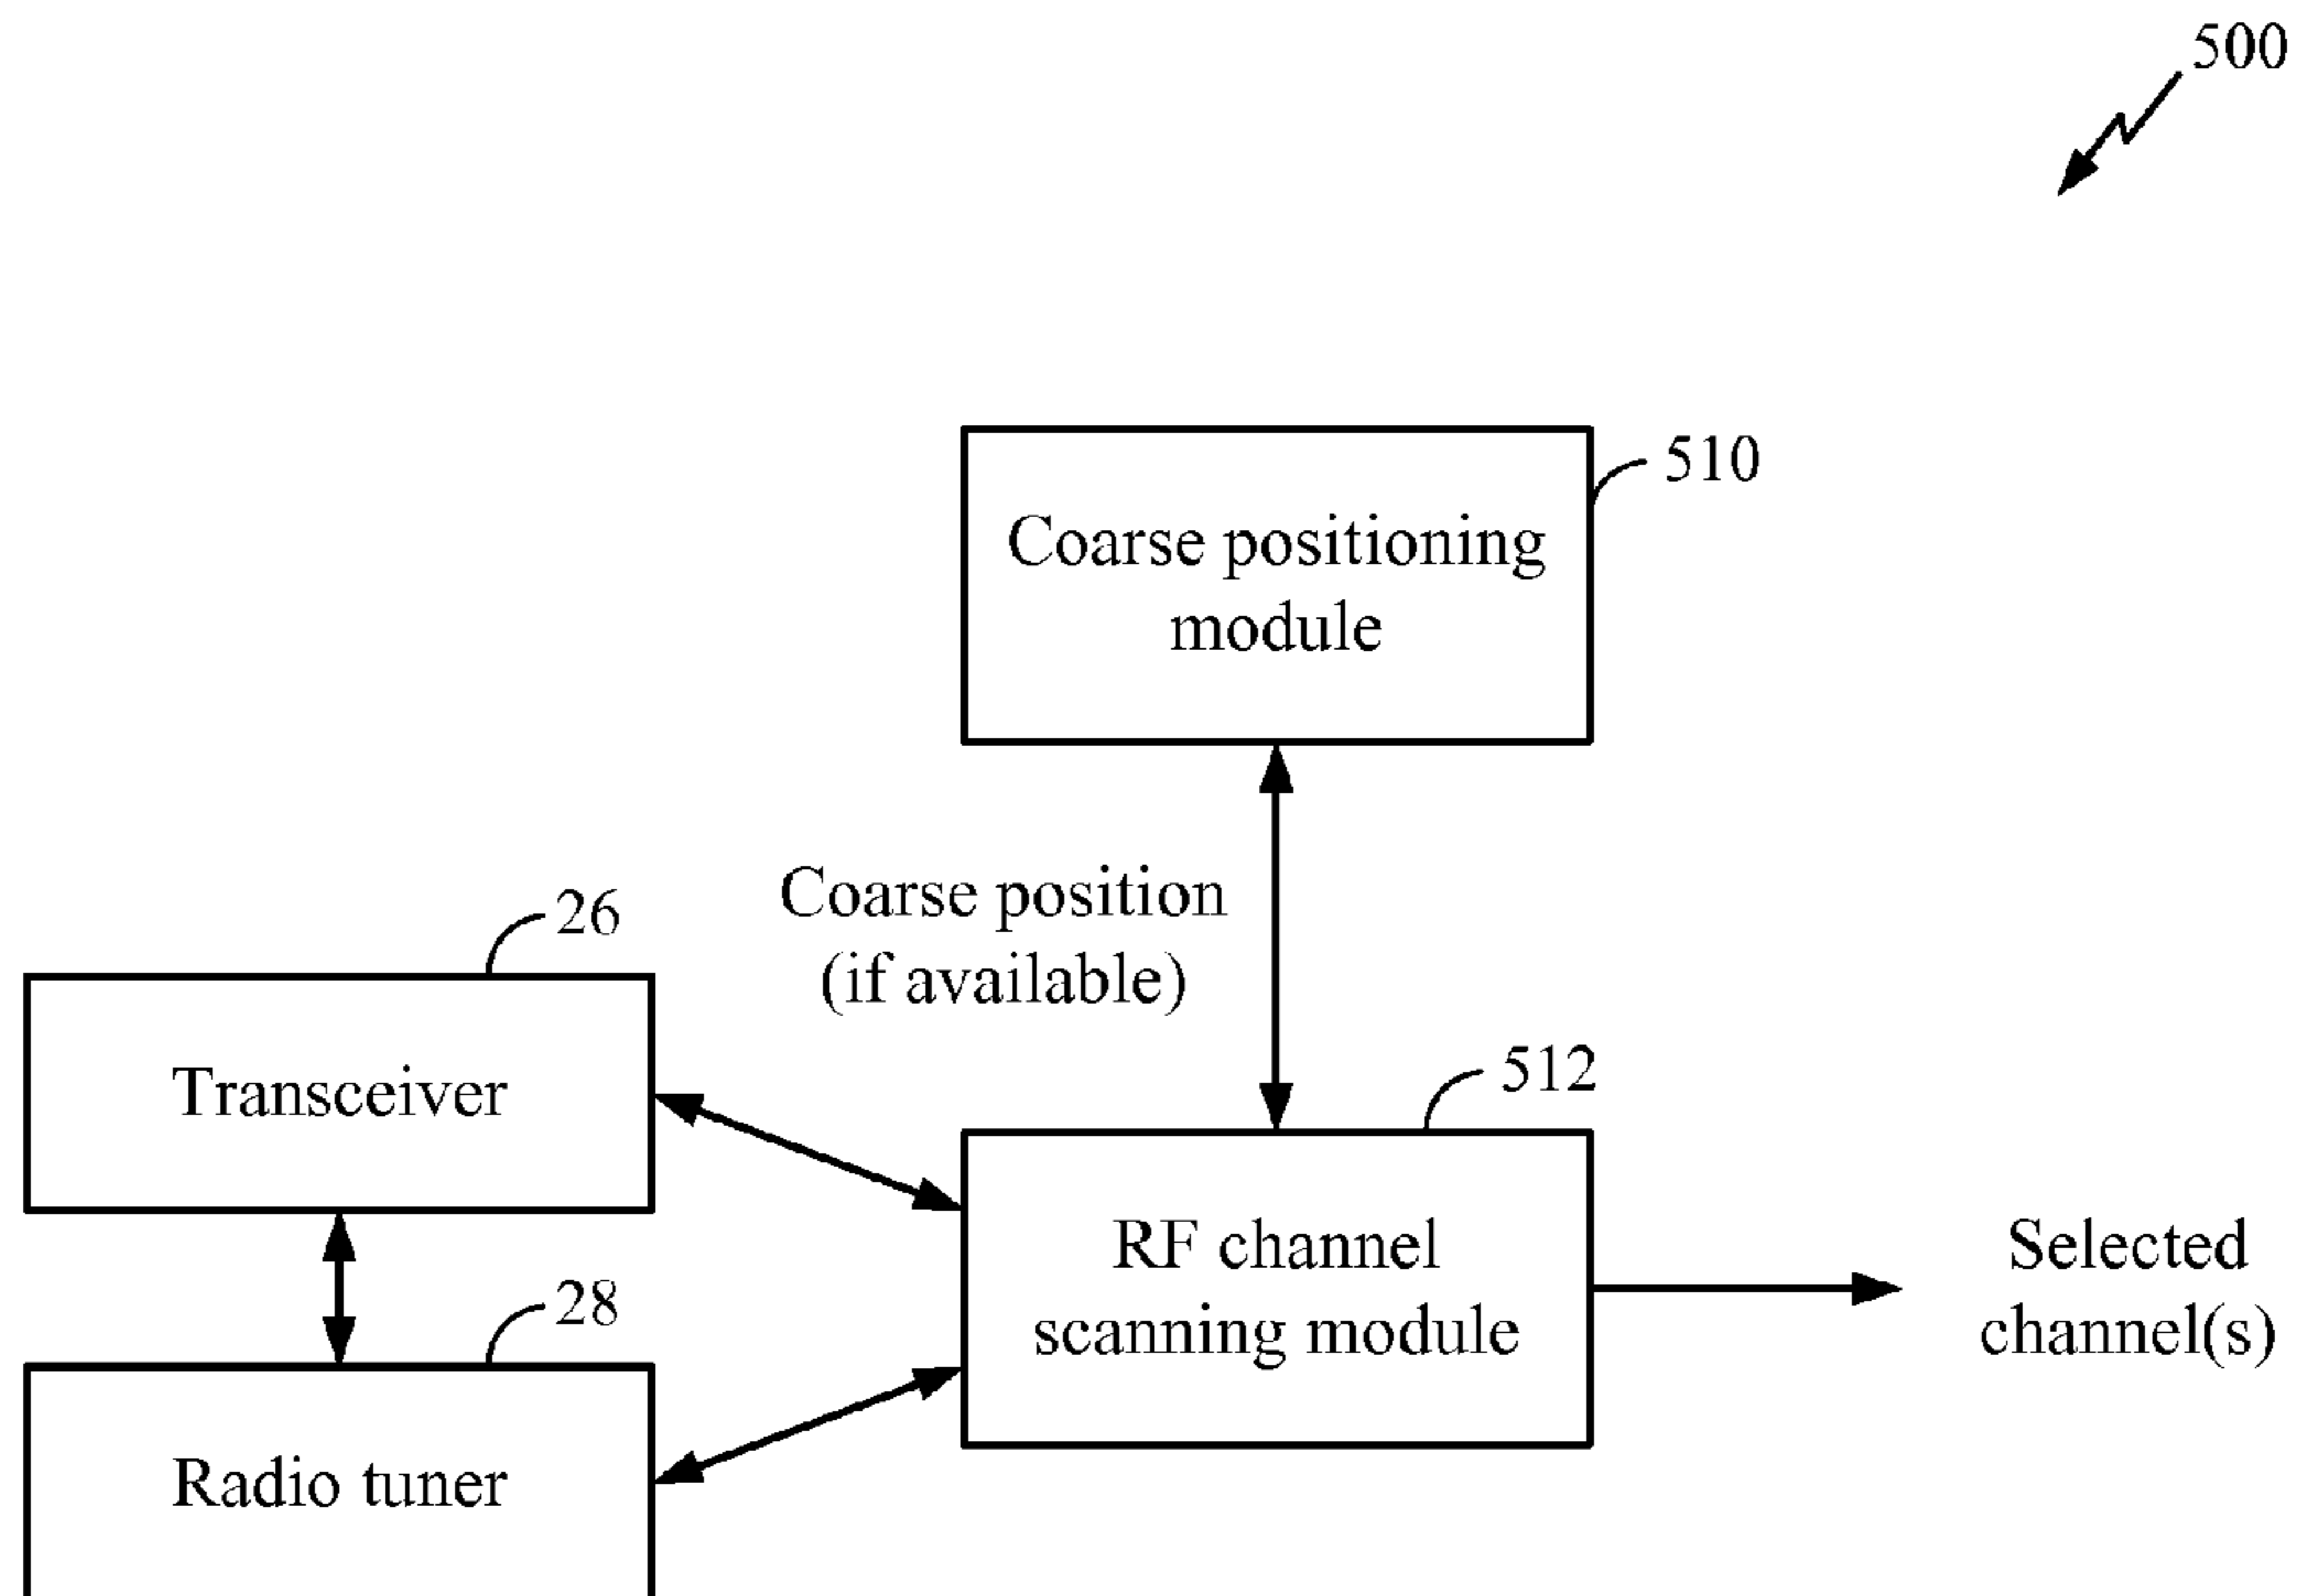 500
510
Coarse positioning
module
Coarse position
(if available)
26
Transceiver
512
RF channel
scanning module
Selected
channel(s)
28
Radio tuner